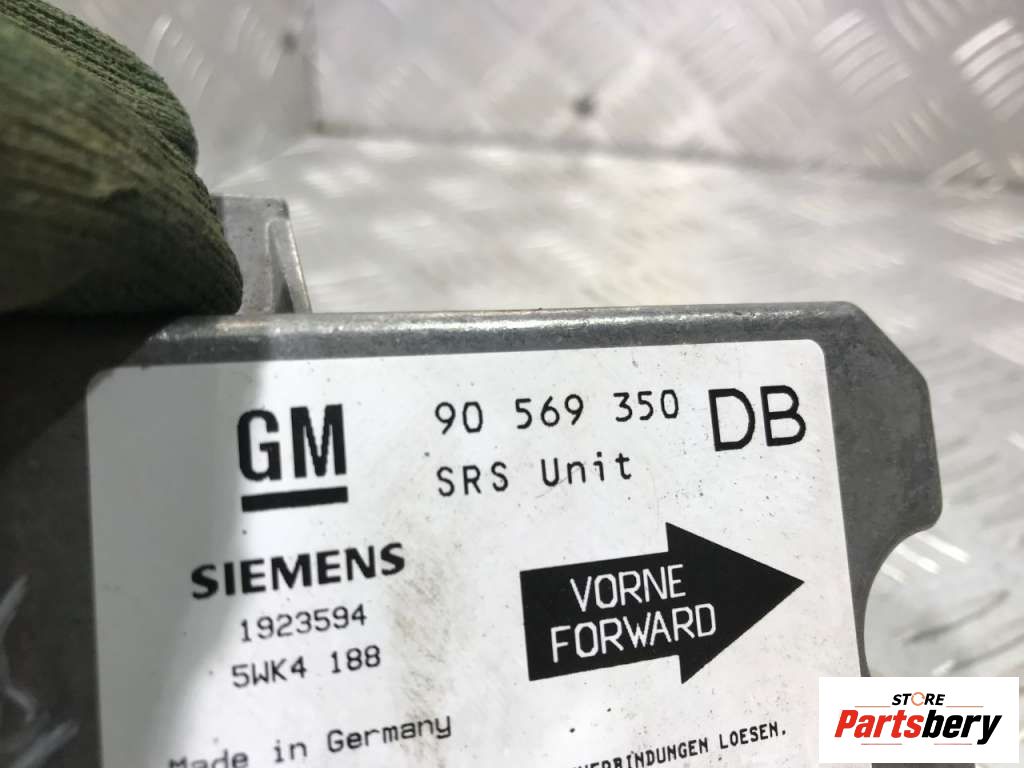 GM
90 569 350 DB
SRS Unit
SIEMENS
1923594
5WK4 188
VORNE
FORWARD
Made in Germany
LOESEN.
STORE
Partsbery